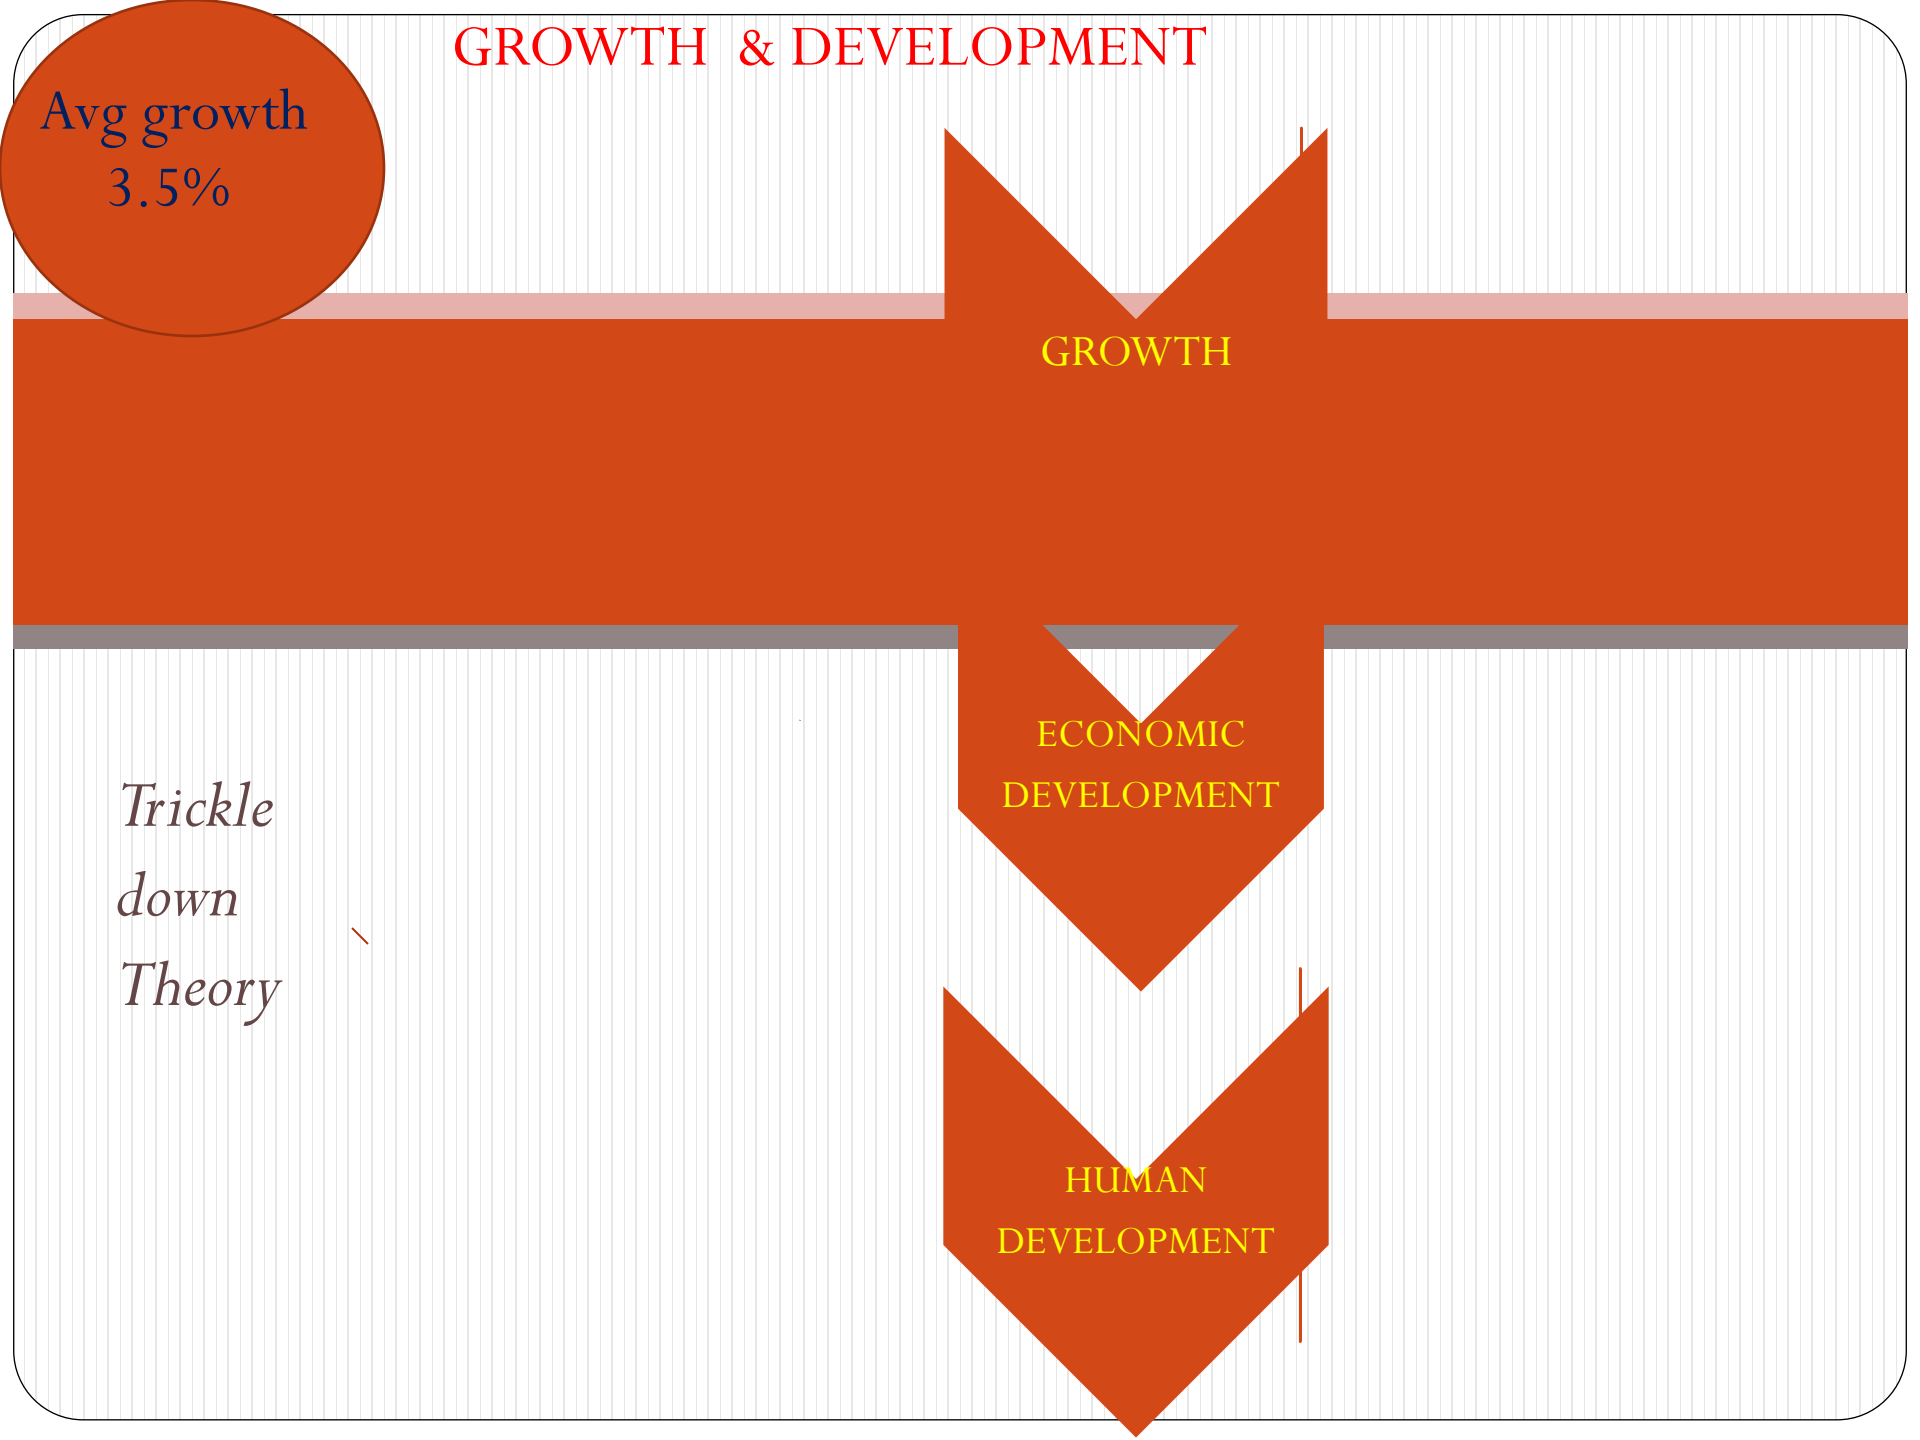 GROWTH & DEVELOPMENT
Avg growth
3.5%
GROWTH
ECONOMIC
DEVELOPMENT
Trickle
down
Theory
HUMAN
DEVELOPMENT